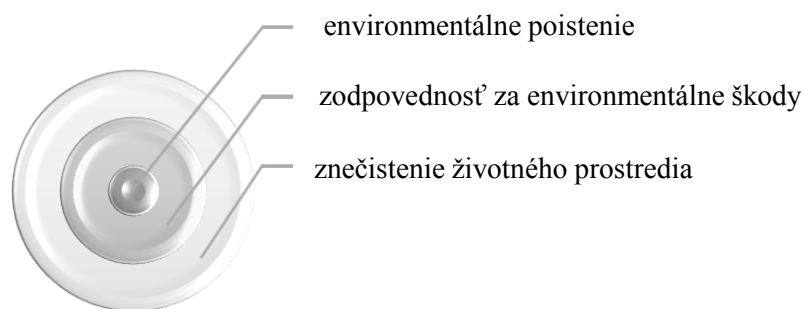 environmentálne poistenie
zodpovednosť za environmentálne škody
znečistenie životného prostredia